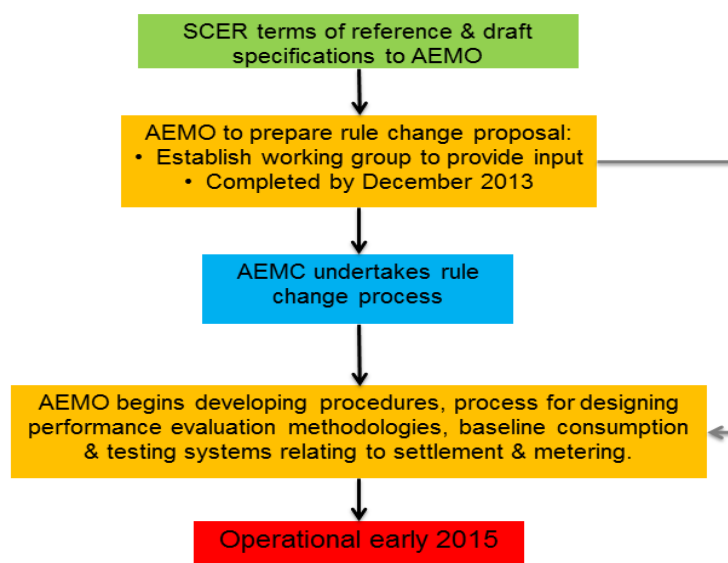 SCER terms of reference & draft
specifications to AEMO
AEMO to prepare rule change proposal:
• Establish working group to provide input
• Completed by December 2013
AEMC undertakes rule
change process
AEMO begins developing procedures, process for designing
performance evaluation methodologies, baseline consumption
& testing systems relating to settlement & metering.
Operational early 2015